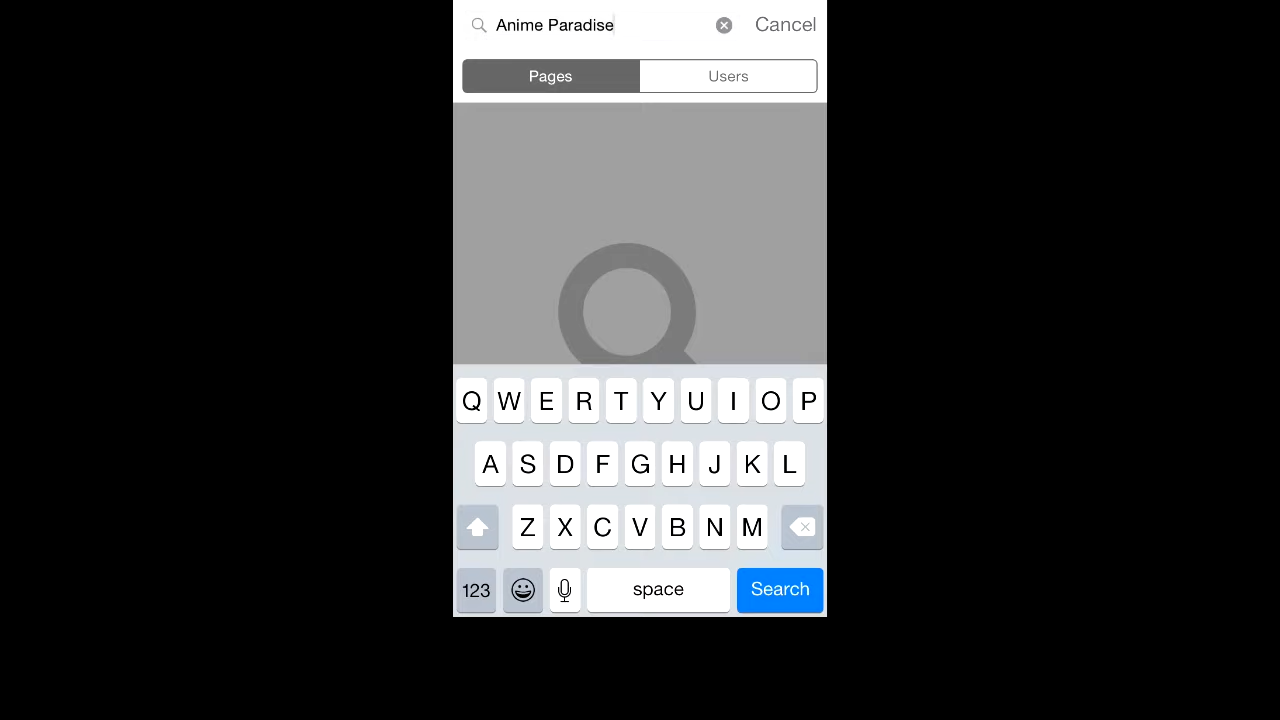 Anime Paradise Cancel
Pages Users
Q W E R T Y U I O P
A S D F G H J K L
Z X C V B N M
123 space Search